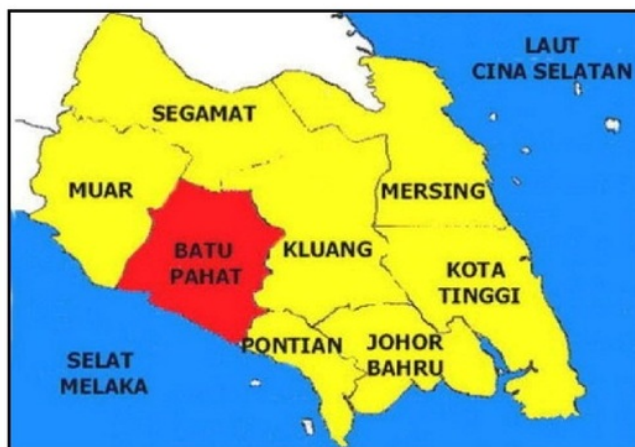 LAUT
CINA SELATAN
SEGAMAT
MUAR
MERSING
BATU
PAHAT
KLUANG
KOTA
TINGGI
PONTIAN
JOHOR
BAHRU
SELAT
MELAKA